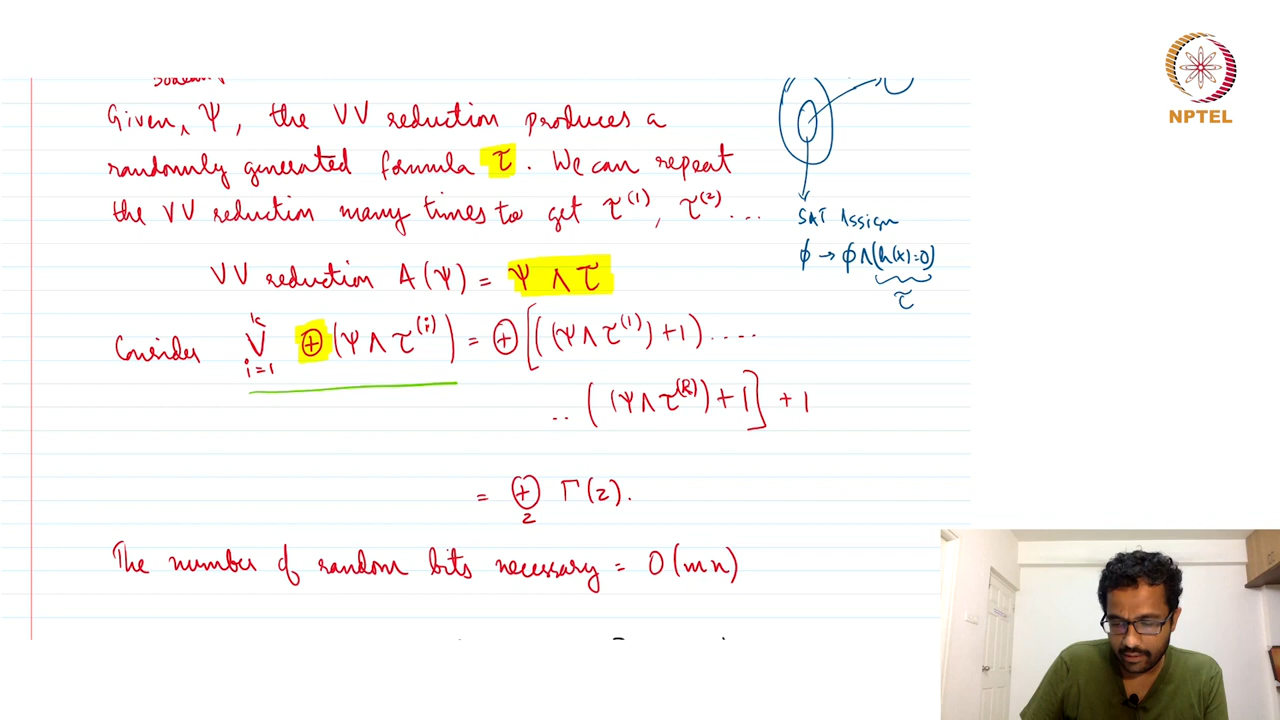 Boolean
Given ∧ Ψ, the VV reduction produces a
randomly generated formula τ. We can repeat
the VV reduction many times to get τ⁽¹⁾, τ⁽²⁾ ...
VV reduction A(Ψ) = Ψ ∧ τ
Consider ⋁ᵢ₌₁ᵏ ⊕(Ψ ∧ τ⁽ⁱ⁾) = ⊕[((Ψ ∧ τ⁽¹⁾) + 1) ....
.. ((Ψ ∧ τ⁽ᵏ⁾) + 1] + 1
= ⊕_z Γ(z).
The number of random bits necessary = O(mn)
SAT Assign
ϕ → ϕ ∧ (h(x)=0)
τ
NPTEL